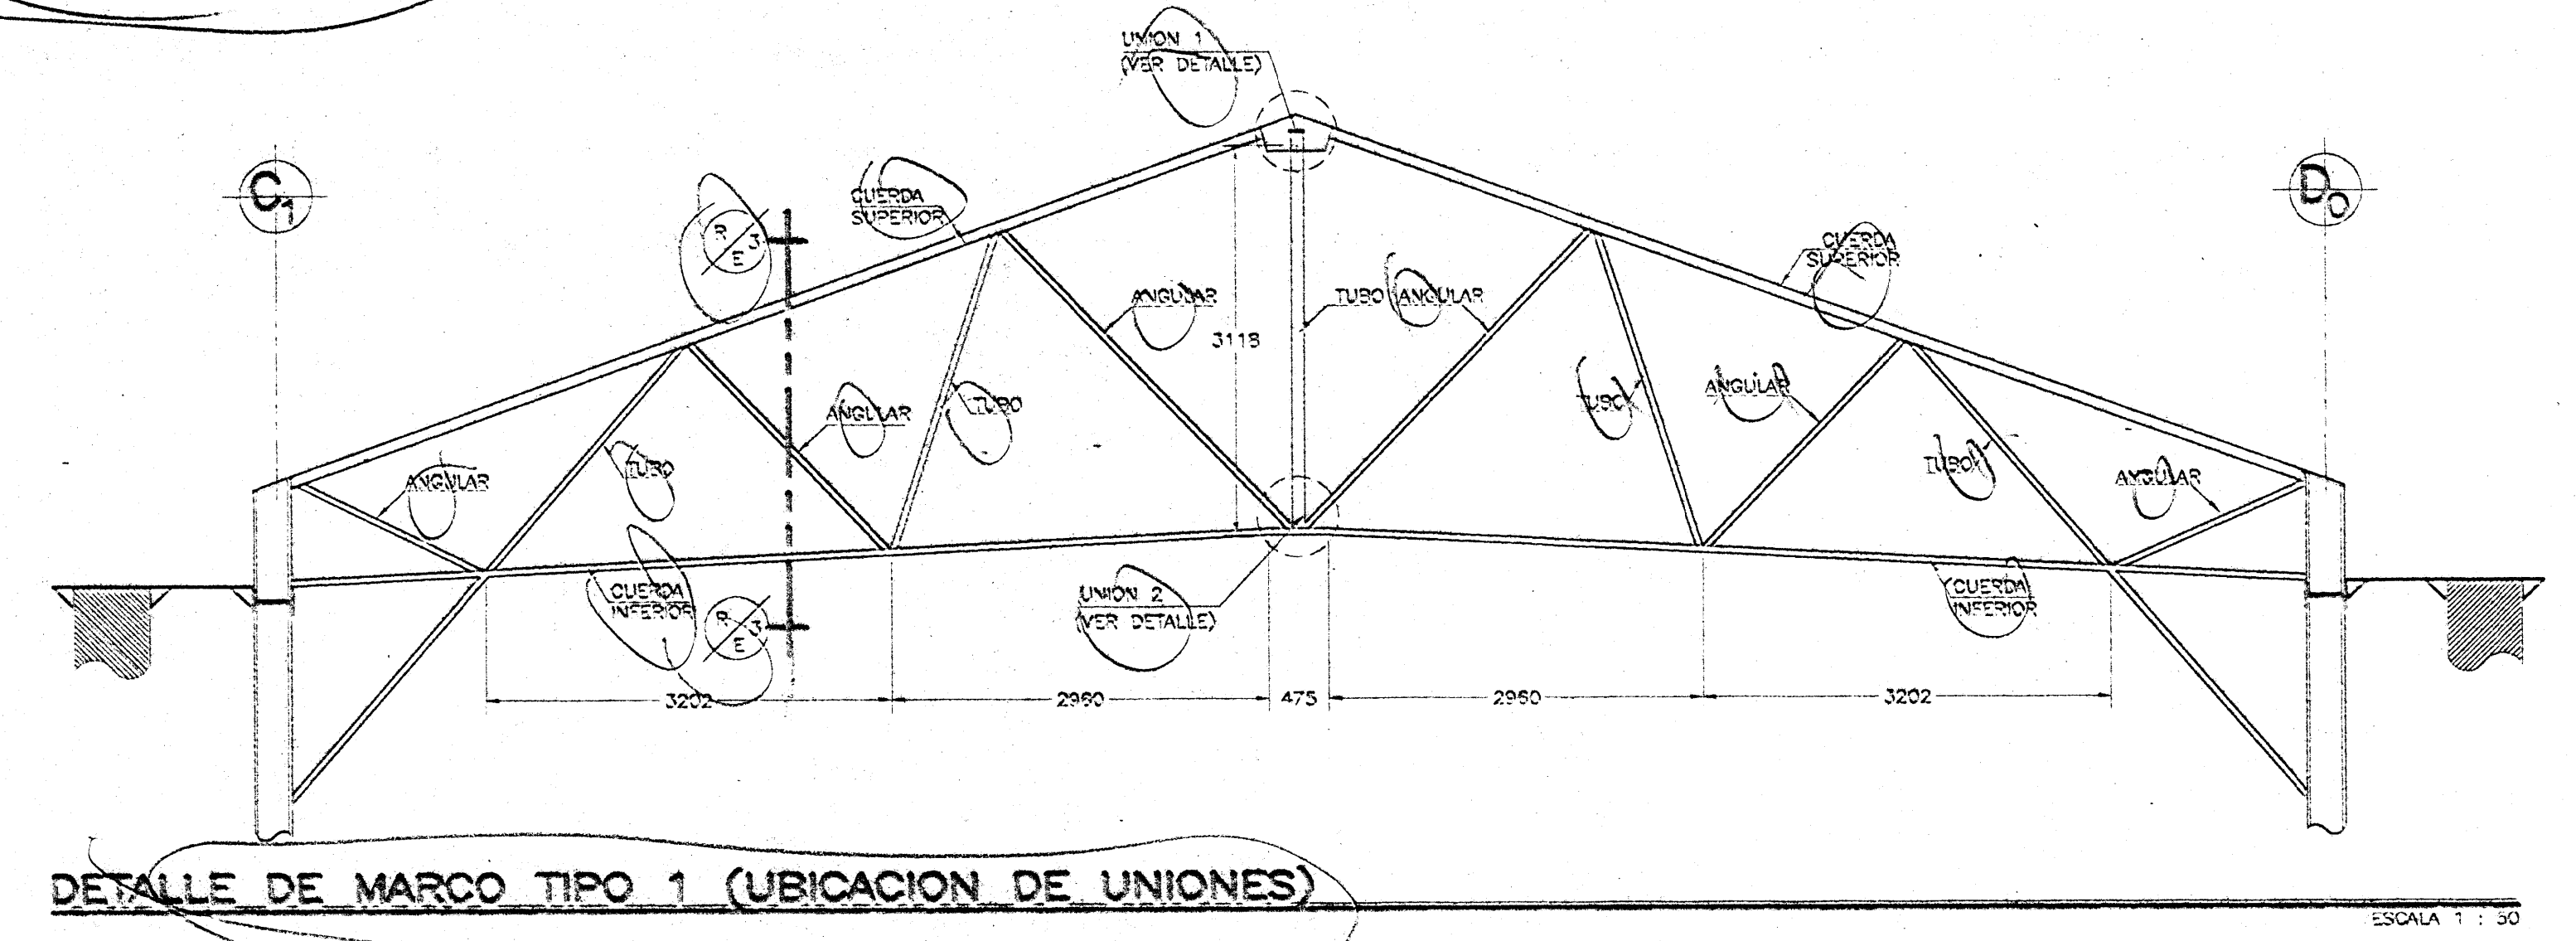 UNION 1
(VER DETALLE)
C1
D0
R
3
E
CUERDA
SUPERIOR
CUERDA
SUPERIOR
ANGULAR
TUBO
ANGULAR
3118
ANGULAR
TUBO
TUBO
ANGULAR
ANGULAR
TUBO
TUBO
ANGULAR
CUERDA
INFERIOR
R
3
E
UNION 2
(VER DETALLE)
CUERDA
INFERIOR
3202
2960
475
2960
3202
DETALLE DE MARCO TIPO 1 (UBICACION DE UNIONES)
ESCALA 1 : 50